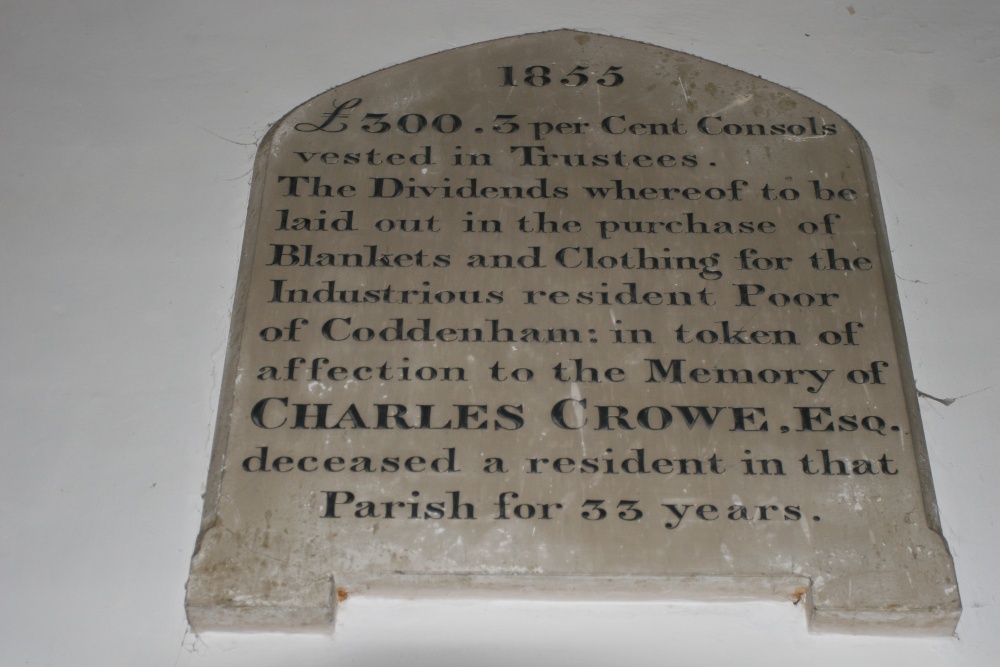 1855
£300.3 per Cent Consols
vested in Trustees.
The Dividends whereof to be
laid out in the purchase of
Blankets and Clothing for the
Industrious resident Poor
of Coddenham: in token of
affection to the Memory of
CHARLES CROWE, ESQ.
deceased a resident in that
Parish for 33 years.